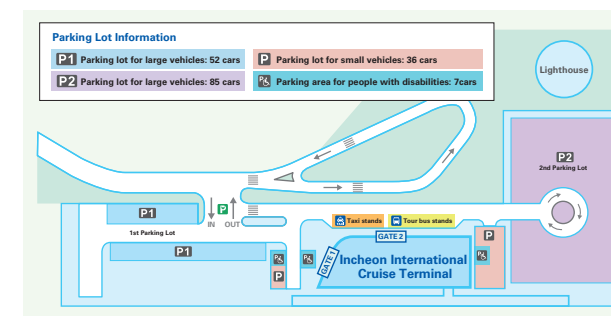 Parking Lot Information
P1 Parking lot for large vehicles: 52 cars
P Parking lot for small vehicles: 36 cars
P2 Parking lot for large vehicles: 85 cars
P Parking area for people with disabilities: 7cars
Lighthouse
P2
2nd Parking Lot
P1
P
IN OUT
1st Parking Lot
Taxi stands
Tour bus stands
P1
GATE 2
P
GATE 1
P
P
P
P
Incheon International
Cruise Terminal